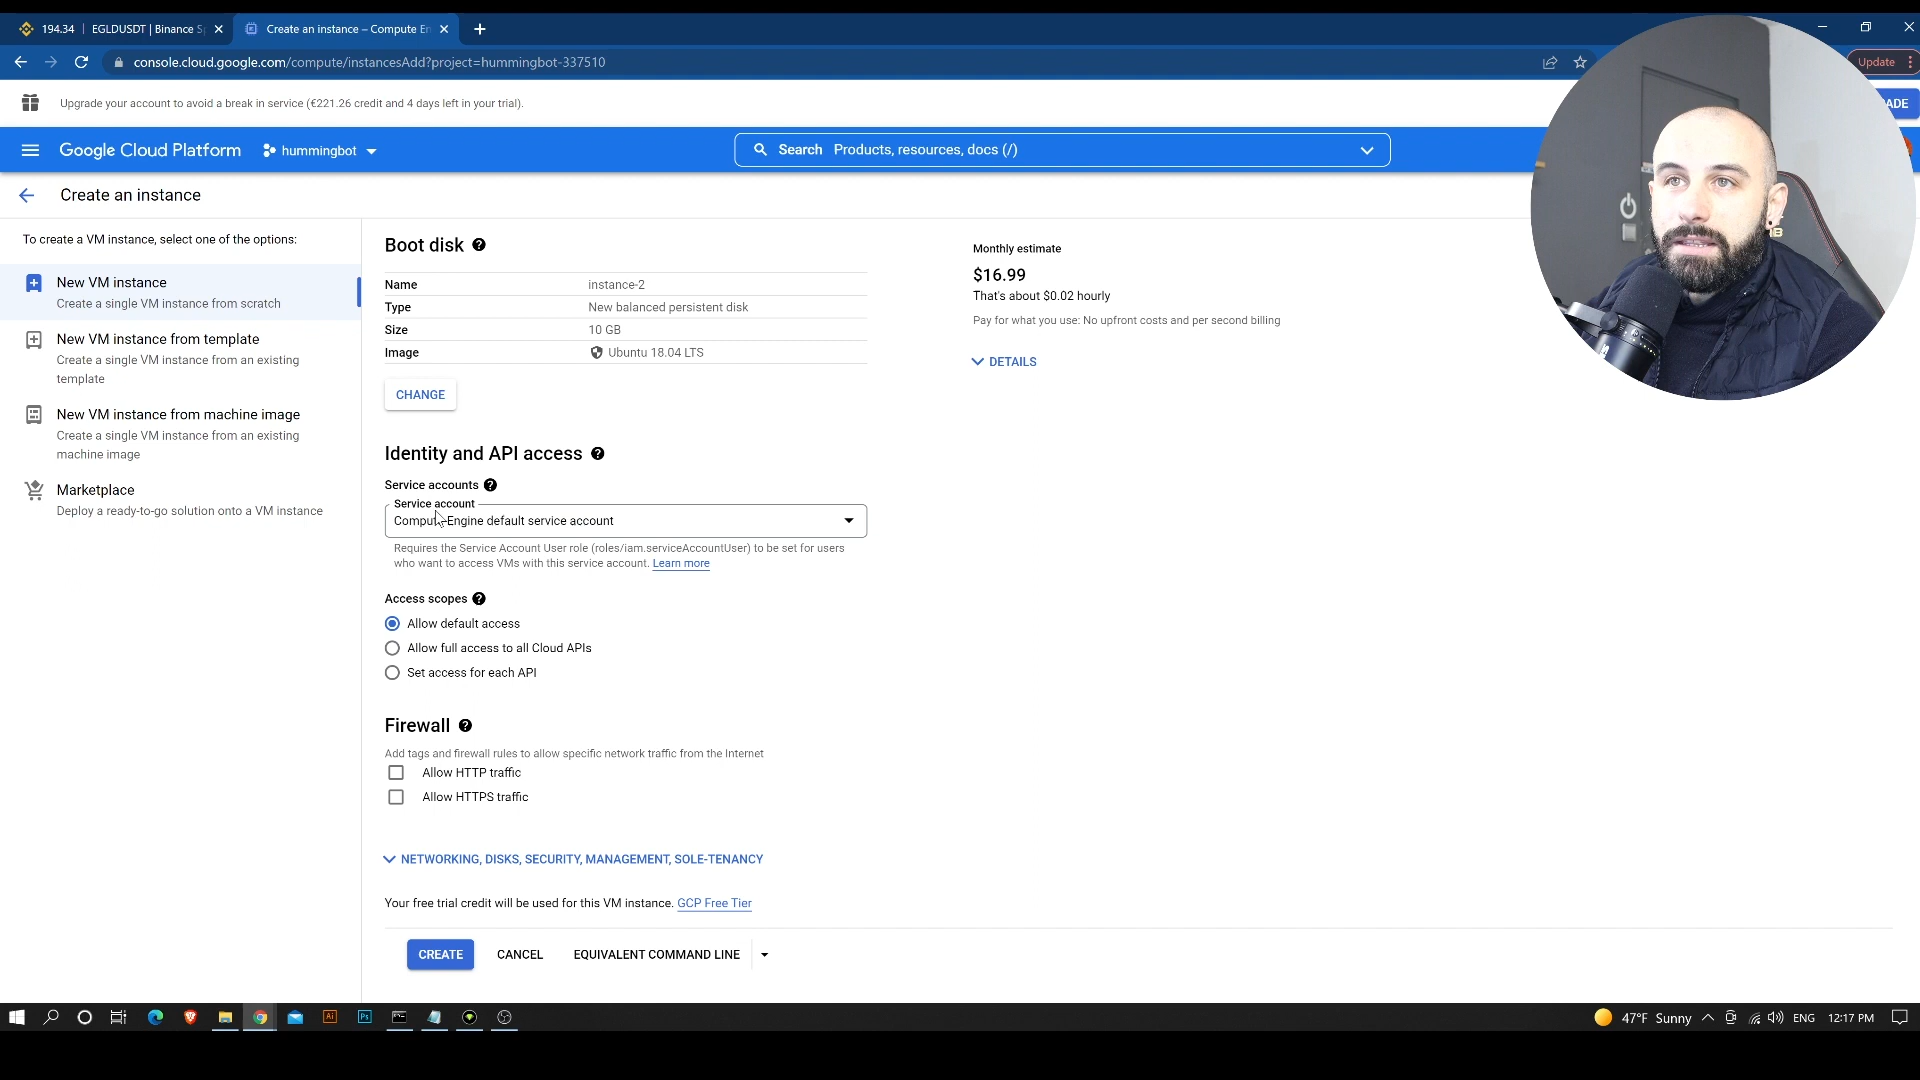 194.34 | EGLDUSDT | Binance Sp
Create an instance – Compute En
console.cloud.google.com/compute/instancesAdd?project=hummingbot-337510
Update
Upgrade your account to avoid a break in service (€221.26 credit and 4 days left in your trial).
ADE
Google Cloud Platform
hummingbot
Search Products, resources, docs (/)
Create an instance
To create a VM instance, select one of the options:
New VM instance
Create a single VM instance from scratch
New VM instance from template
Create a single VM instance from an existing
template
New VM instance from machine image
Create a single VM instance from an existing
machine image
Marketplace
Deploy a ready-to-go solution onto a VM instance
Boot disk
Name instance-2
Type New balanced persistent disk
Size 10 GB
Image Ubuntu 18.04 LTS
CHANGE
Identity and API access
Service accounts
Service account
Compute Engine default service account
Requires the Service Account User role (roles/iam.serviceAccountUser) to be set for users
who want to access VMs with this service account. Learn more
Access scopes
Allow default access
Allow full access to all Cloud APIs
Set access for each API
Firewall
Add tags and firewall rules to allow specific network traffic from the Internet
Allow HTTP traffic
Allow HTTPS traffic
NETWORKING, DISKS, SECURITY, MANAGEMENT, SOLE-TENANCY
Your free trial credit will be used for this VM instance. GCP Free Tier
CREATE
CANCEL
EQUIVALENT COMMAND LINE
Monthly estimate
$16.99
That's about $0.02 hourly
Pay for what you use: No upfront costs and per second billing
DETAILS
Ai
Ps
47°F Sunny
ENG
12:17 PM